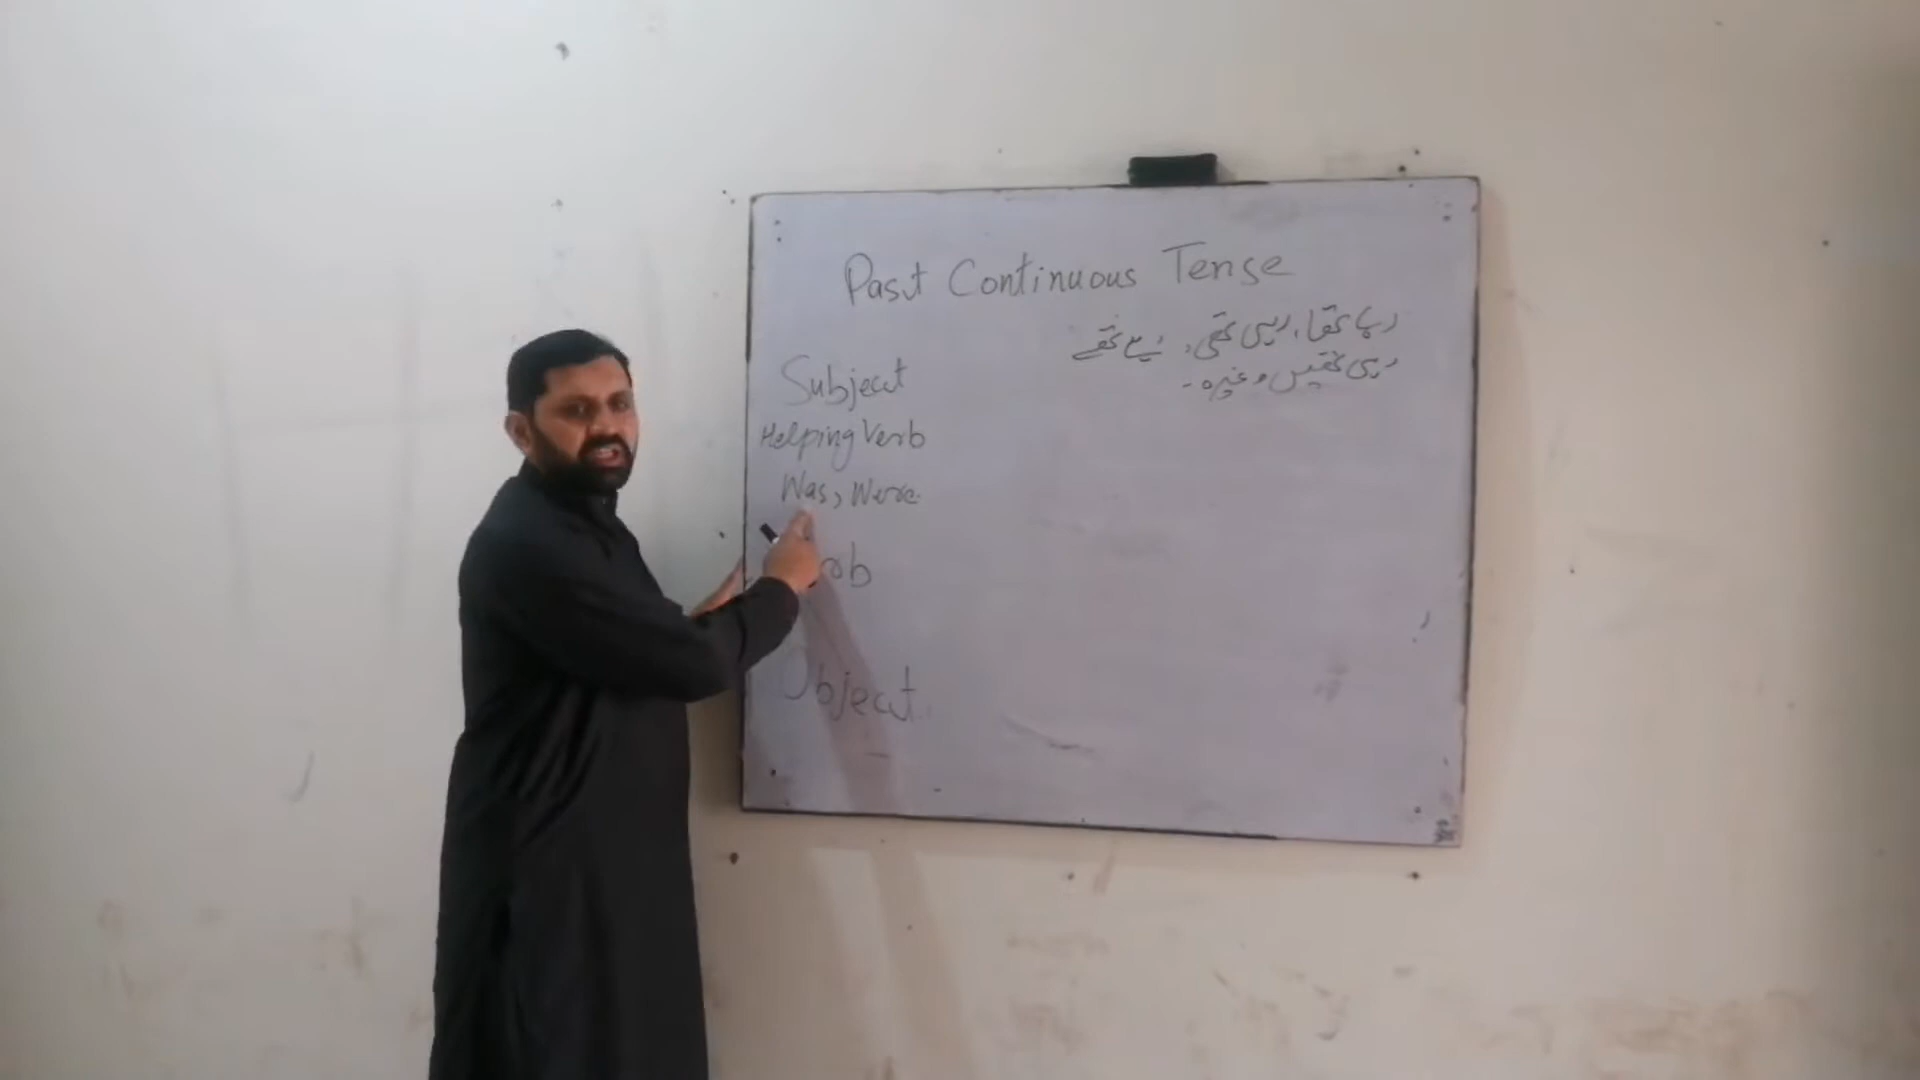 Past Continuous Tense
رہا تھا، رہی تھی، رہے تھے
رہی تھیں وغیرہ۔
Subject
Helping Verb
Was, Were
Object